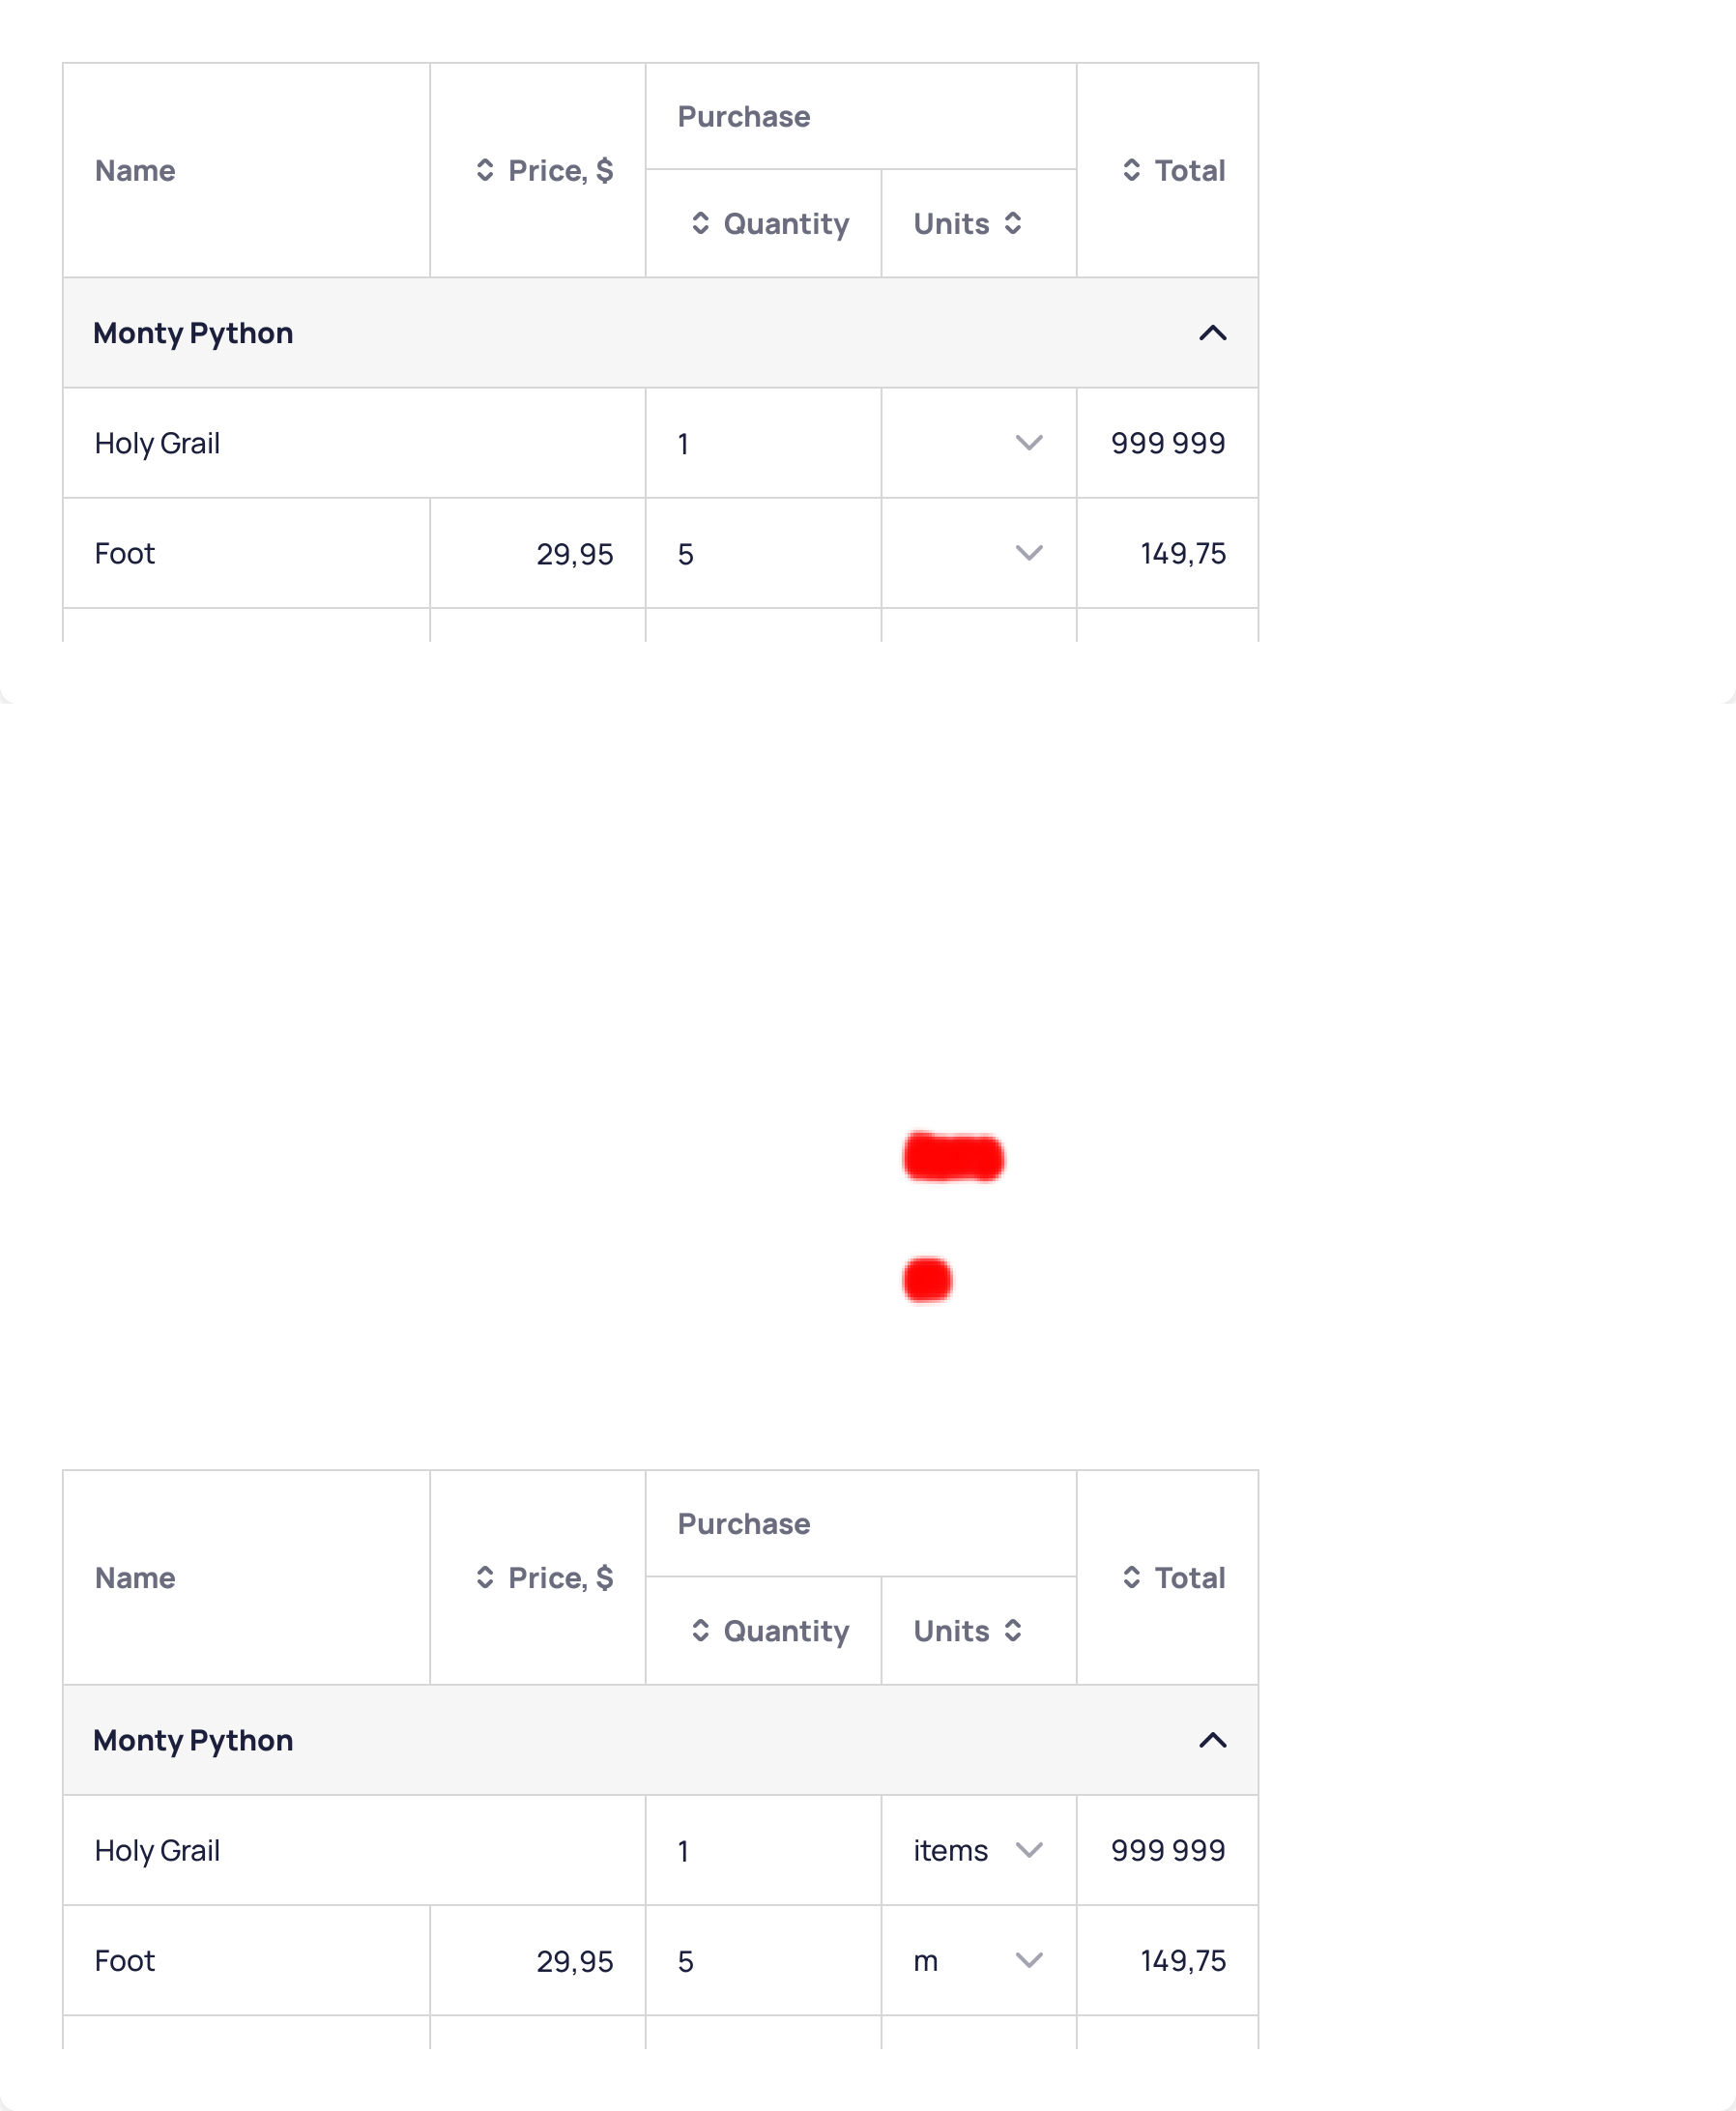 Purchase
Name Price, $ Total
Quantity Units
Monty Python
Holy Grail 1 999 999
Foot 29,95 5 149,75
Purchase
Name Price, $ Total
Quantity Units
Monty Python
Holy Grail 1 items 999 999
Foot 29,95 5 m 149,75